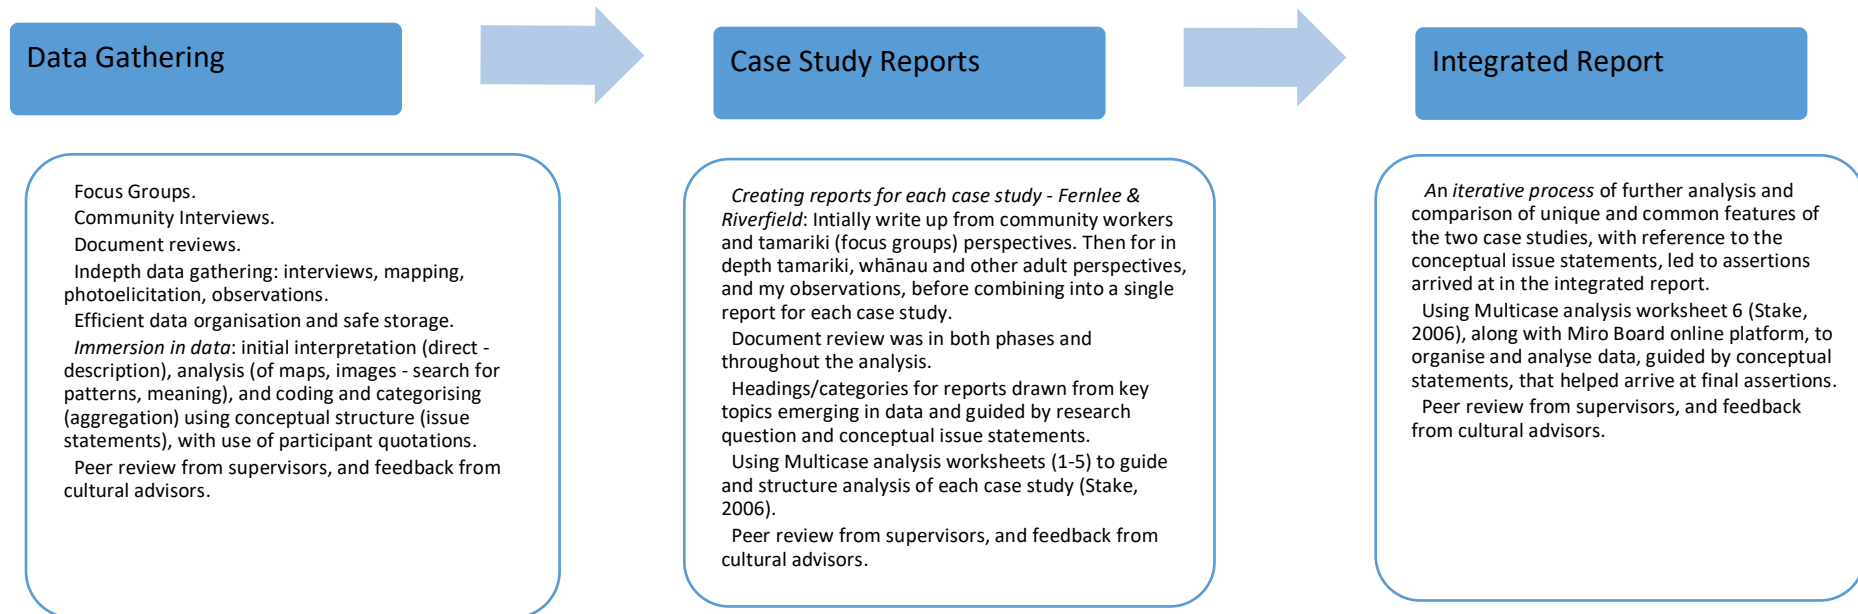 Data Gathering
Focus Groups.
Community Interviews.
Document reviews.
Indepth data gathering: interviews, mapping,
photoelicitation, observations.
Efficient data organisation and safe storage.
Immersion in data: initial interpretation (direct -
description), analysis (of maps, images - search for
patterns, meaning), and coding and categorising
(aggregation) using conceptual structure (issue
statements), with use of participant quotations.
Peer review from supervisors, and feedback from
cultural advisors.
Case Study Reports
Creating reports for each case study - Fernlee &
Riverfield: Intially write up from community workers
and tamariki (focus groups) perspectives. Then for in
depth tamariki, whānau and other adult perspectives,
and my observations, before combining into a single
report for each case study.
Document review was in both phases and
throughout the analysis.
Headings/categories for reports drawn from key
topics emerging in data and guided by research
question and conceptual issue statements.
Using Multicase analysis worksheets (1-5) to guide
and structure analysis of each case study (Stake,
2006).
Peer review from supervisors, and feedback from
cultural advisors.
Integrated Report
An iterative process of further analysis and
comparison of unique and common features of
the two case studies, with reference to the
conceptual issue statements, led to assertions
arrived at in the integrated report.
Using Multicase analysis worksheet 6 (Stake,
2006), along with Miro Board online platform, to
organise and analyse data, guided by conceptual
statements, that helped arrive at final assertions.
Peer review from supervisors, and feedback
from cultural advisors.